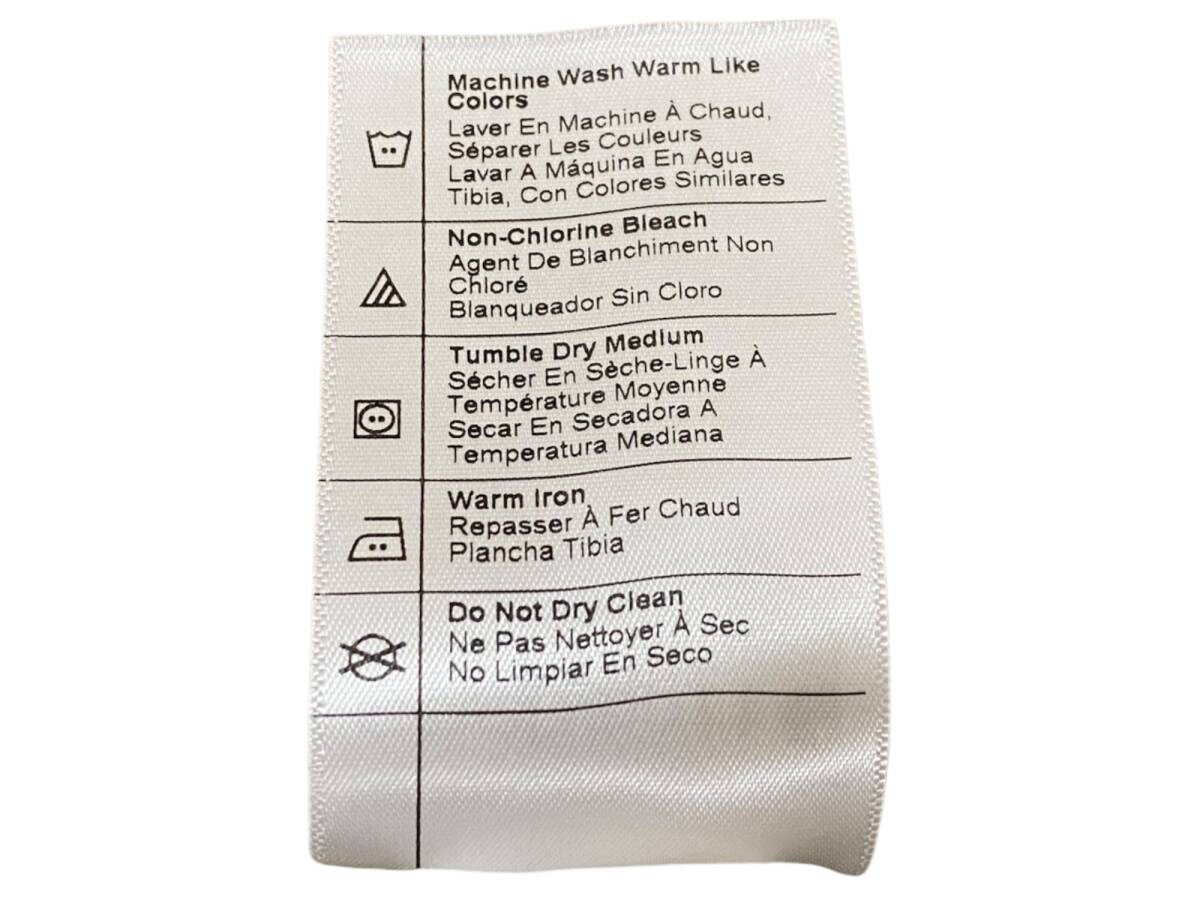 Machine Wash Warm Like
Colors
Laver En Machine À Chaud,
Séparer Les Couleurs
Lavar A Máquina En Agua
Tibia, Con Colores Similares
Non-Chlorine Bleach
Agent De Blanchiment Non
Chloré
Blanqueador Sin Cloro
Tumble Dry Medium
Sécher En Sèche-Linge À
Température Moyenne
Secar En Secadora A
Temperatura Mediana
Warm Iron
Repasser À Fer Chaud
Plancha Tibia
Do Not Dry Clean
Ne Pas Nettoyer À Sec
No Limpiar En Seco